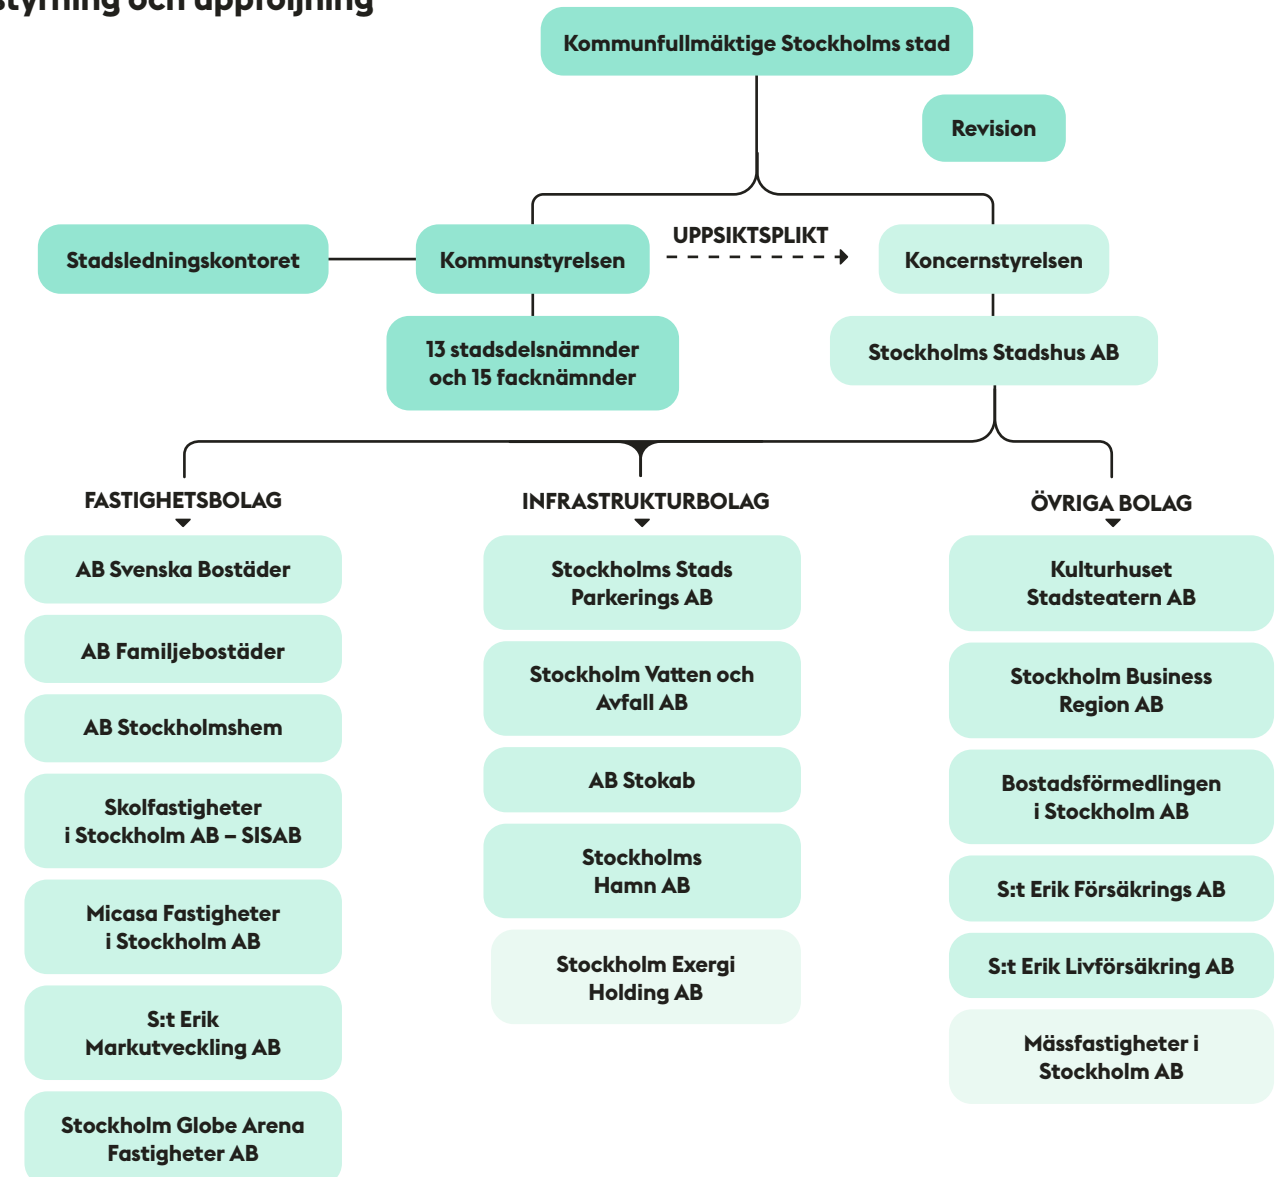 styrning och uppföljning
Kommunfullmäktige Stockholms stad
Revision
Stadsledningskontoret
Kommunstyrelsen
UPPSIKTSPLIKT
Koncernstyrelsen
13 stadsdelsnämnder
och 15 facknämnder
Stockholms Stadshus AB
FASTIGHETSBOLAG
AB Svenska Bostäder
AB Familjebostäder
AB Stockholmshem
Skolfastigheter
i Stockholm AB – SISAB
Micasa Fastigheter
i Stockholm AB
S:t Erik
Markutveckling AB
Stockholm Globe Arena
Fastigheter AB
INFRASTRUKTURBOLAG
Stockholms Stads
Parkerings AB
Stockholm Vatten och
Avfall AB
AB Stokab
Stockholms
Hamn AB
Stockholm Exergi
Holding AB
ÖVRIGA BOLAG
Kulturhuset
Stadsteatern AB
Stockholm Business
Region AB
Bostadsförmedlingen
i Stockholm AB
S:t Erik Försäkrings AB
S:t Erik Livförsäkring AB
Mässfastigheter i
Stockholm AB